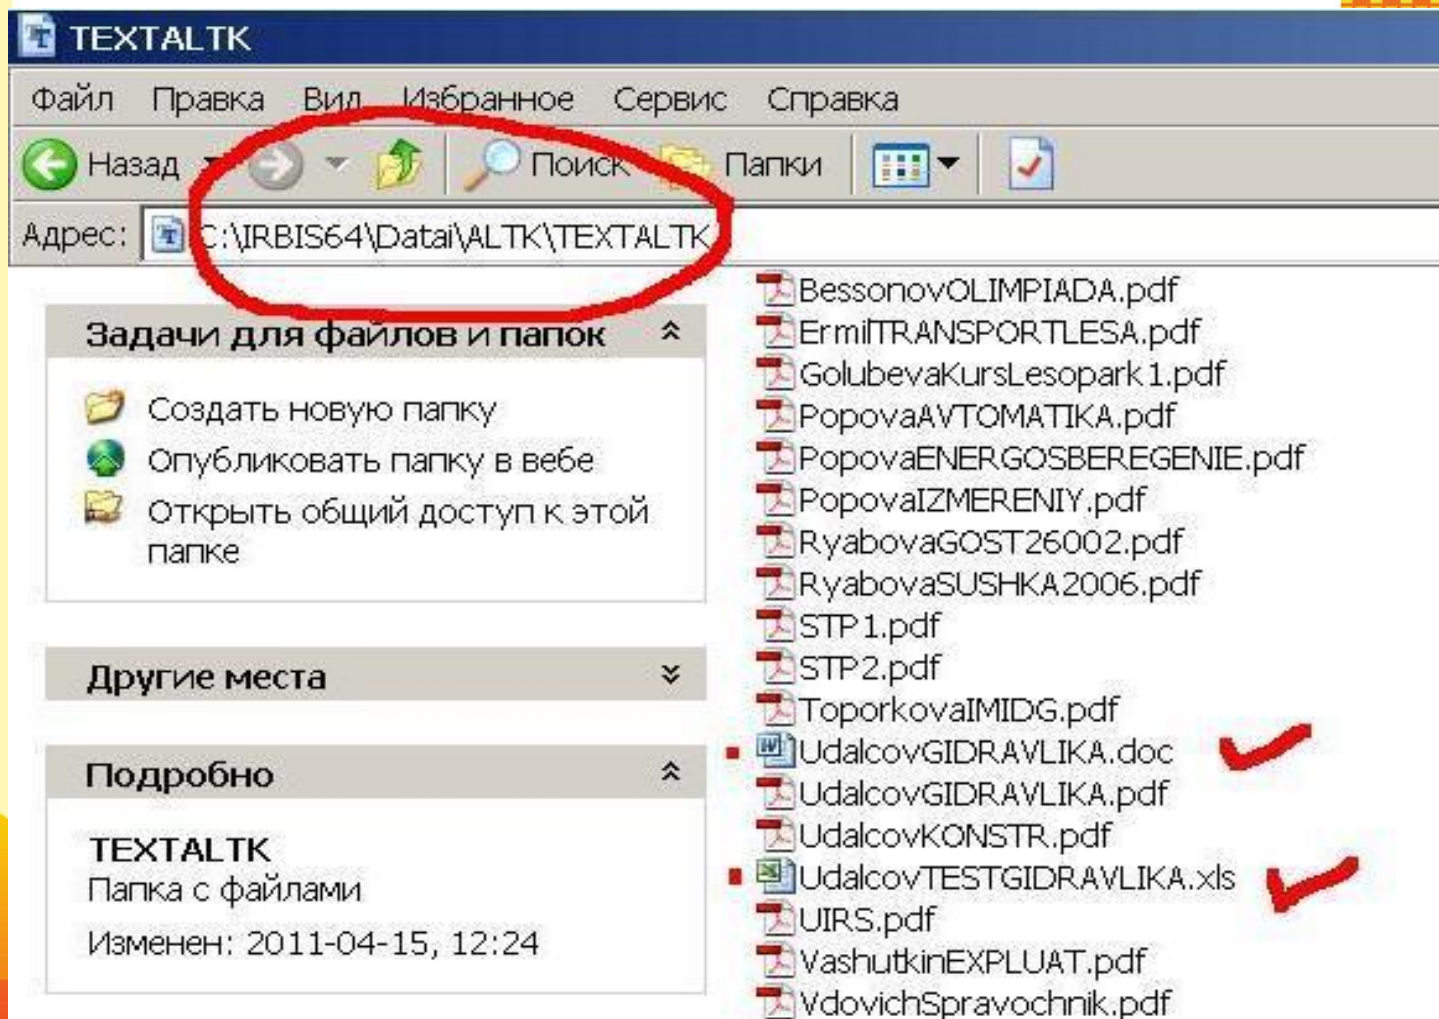 TEXTALTK
Файл Правка Вид Избранное Сервис Справка
Назад Поиск Папки
Адрес: C:\IRBIS64\Datai\ALTK\TEXTALTK
Задачи для файлов и папок
Создать новую папку
Опубликовать папку в вебе
Открыть общий доступ к этой
папке
Другие места
Подробно
TEXTALTK
Папка с файлами
Изменен: 2011-04-15, 12:24
BessonovOLIMPIADA.pdf
ErmilTRANSPORTLESA.pdf
GolubevaKursLesopark1.pdf
PopovaAVTOMATIKA.pdf
PopovaENERGOSBEREGENIE.pdf
PopovaIZMERENIY.pdf
RyabovaGOST26002.pdf
RyabovaSUSHKA2006.pdf
STP1.pdf
STP2.pdf
ToporkovaIMIDG.pdf
UdalcovGIDRAVLIKA.doc
UdalcovGIDRAVLIKA.pdf
UdalcovKONSTR.pdf
UdalcovTESTGIDRAVLIKA.xls
UIRS.pdf
VashutkinEXPLUAT.pdf
VdovichSpravochnik.pdf